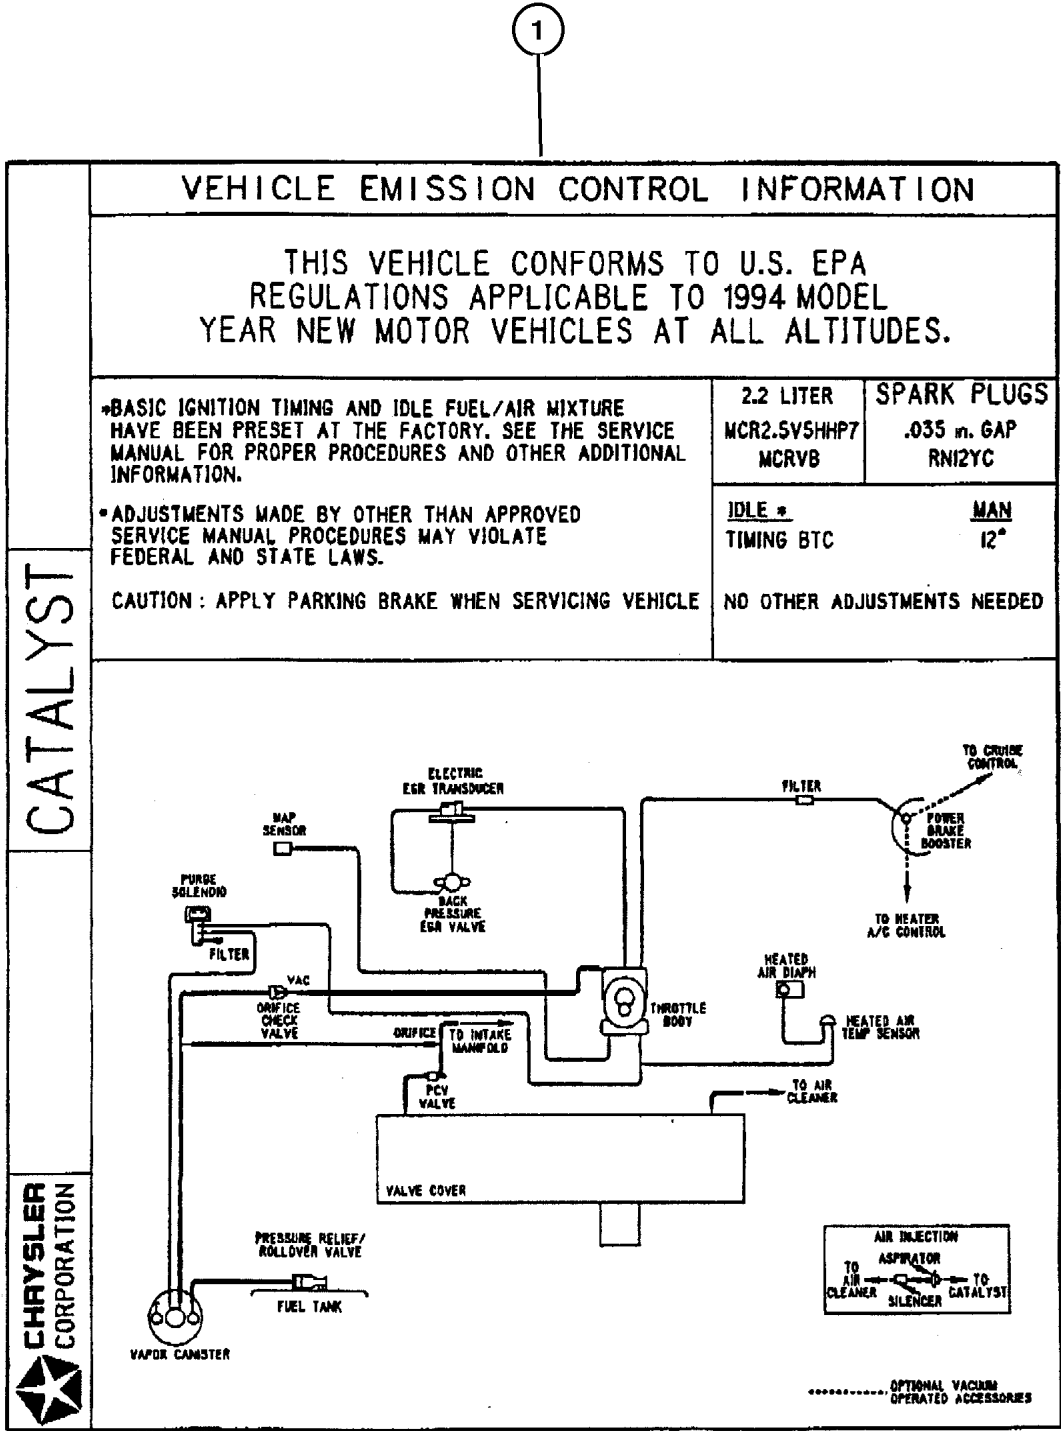 1
VEHICLE EMISSION CONTROL INFORMATION
THIS VEHICLE CONFORMS TO U.S. EPA
REGULATIONS APPLICABLE TO 1994 MODEL
YEAR NEW MOTOR VEHICLES AT ALL ALTITUDES.
*BASIC IGNITION TIMING AND IDLE FUEL/AIR MIXTURE
HAVE BEEN PRESET AT THE FACTORY. SEE THE SERVICE
MANUAL FOR PROPER PROCEDURES AND OTHER ADDITIONAL
INFORMATION.
•ADJUSTMENTS MADE BY OTHER THAN APPROVED
SERVICE MANUAL PROCEDURES MAY VIOLATE
FEDERAL AND STATE LAWS.
CAUTION : APPLY PARKING BRAKE WHEN SERVICING VEHICLE
2.2 LITER
MCR2.5V5HHP7
MCRVB
SPARK PLUGS
.035 in. GAP
RN12YC
IDLE * MAN
TIMING BTC 12°
NO OTHER ADJUSTMENTS NEEDED
CATALYST
CHRYSLER
CORPORATION
TO CRUISE
CONTROL
ELECTRIC
EGR TRANSDUCER
FILTER
MAP
SENSOR
POWER
BRAKE
BOOSTER
PURGE
SOLENDIO
BACK
PRESSURE
EGR VALVE
TO HEATER
A/C CONTROL
FILTER
HEATED
AIR DIAPH
VAC
ORIFICE
CHECK
VALVE
ORIFICE
TO INTAKE
MANIFOLD
THROTTLE
BODY
HEATED AIR
TEMP SENSOR
PCV
VALVE
TO AIR
CLEANER
VALVE COVER
PRESSURE RELIEF/
ROLLOVER VALVE
FUEL TANK
VAPOR CANISTER
AIR INJECTION
ASPIRATOR
TO
AIR
CLEANER
SILENCER
TO
CATALYST
OPTIONAL VACUUM
OPERATED ACCESSORIES